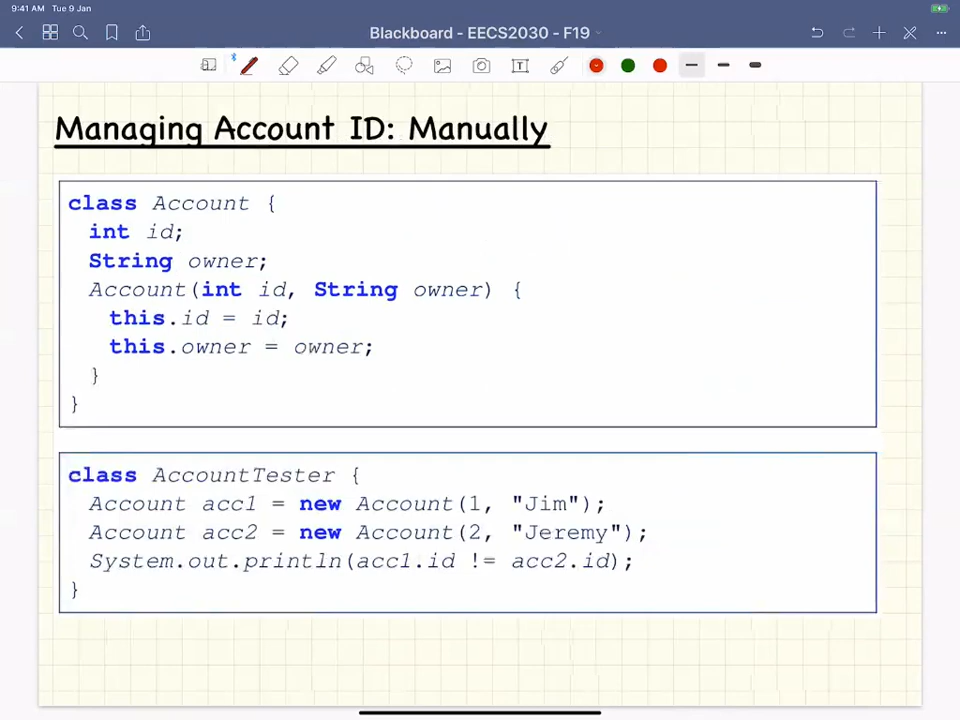 9:41 AM Tue 9 Jan
Blackboard - EECS2030 - F19
T
Managing Account ID: Manually
class Account {
int id;
String owner;
Account(int id, String owner) {
this.id = id;
this.owner = owner;
}
}
class AccountTester {
Account acc1 = new Account(1, "Jim");
Account acc2 = new Account(2, "Jeremy");
System.out.println(acc1.id != acc2.id);
}